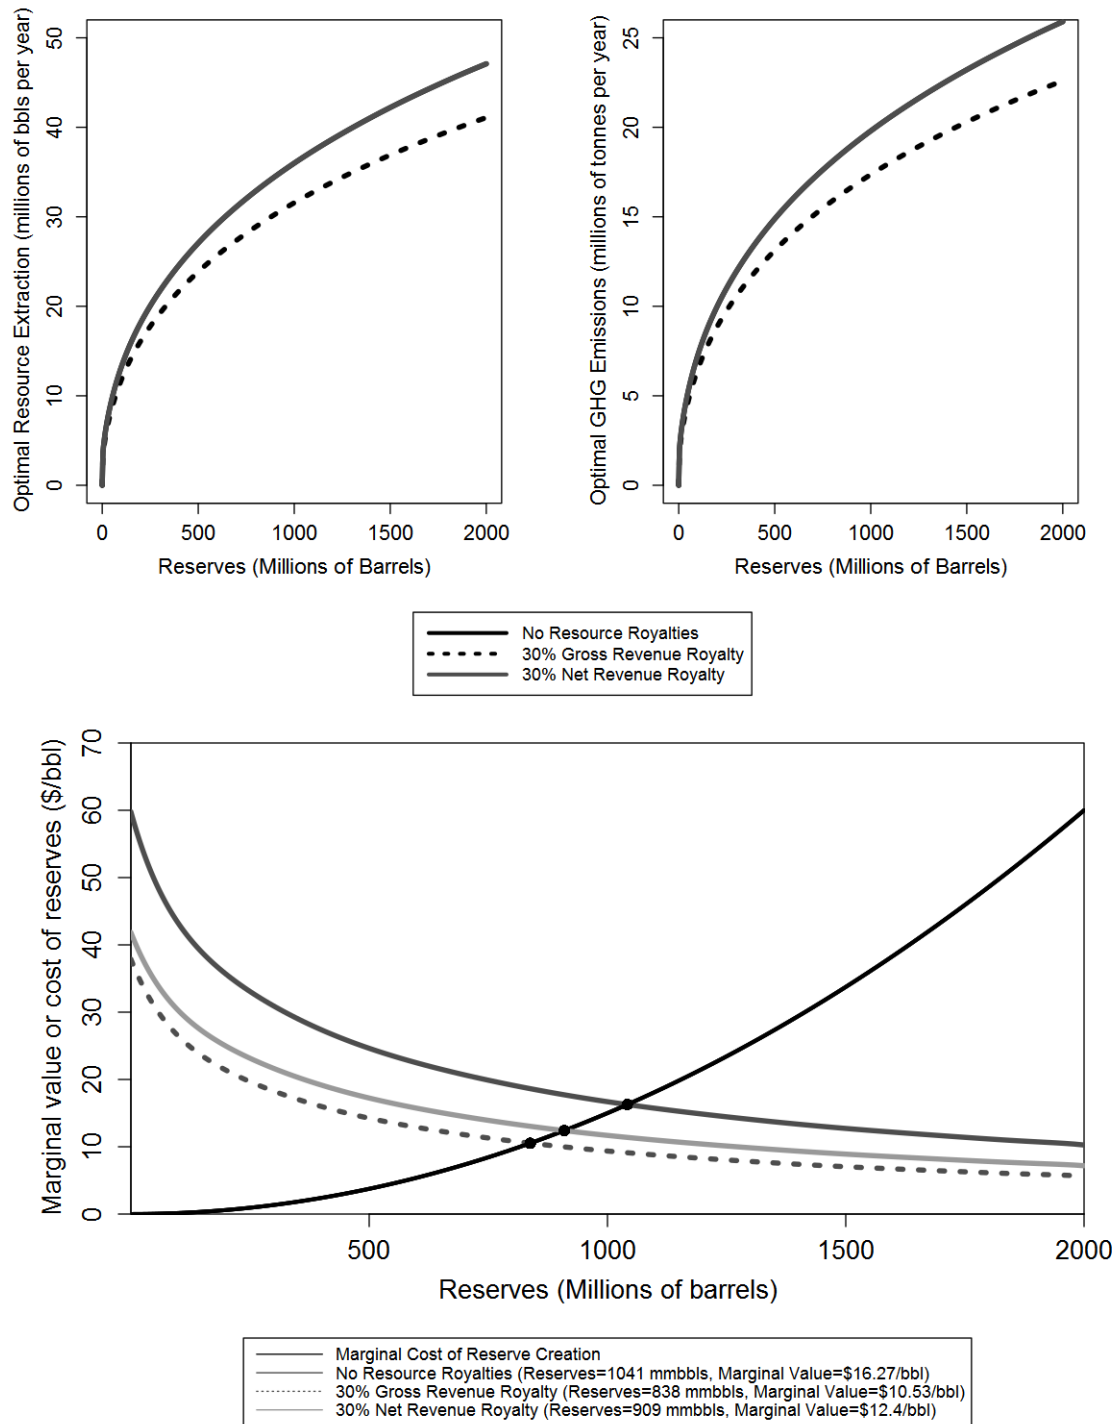 Optimal Resource Extraction (millions of bbls per year)
50
40
30
20
10
0
0 500 1000 1500 2000
Reserves (Millions of Barrels)
Optimal GHG Emissions (millions of tonnes per year)
25
20
15
10
5
0
0 500 1000 1500 2000
Reserves (Millions of Barrels)
No Resource Royalties
30% Gross Revenue Royalty
30% Net Revenue Royalty
Marginal value or cost of reserves ($/bbl)
70
60
50
40
30
20
10
0
500 1000 1500 2000
Reserves (Millions of barrels)
Marginal Cost of Reserve Creation
No Resource Royalties (Reserves=1041 mmbbls, Marginal Value=$16.27/bbl)
30% Gross Revenue Royalty (Reserves=838 mmbbls, Marginal Value=$10.53/bbl)
30% Net Revenue Royalty (Reserves=909 mmbbls, Marginal Value=$12.4/bbl)